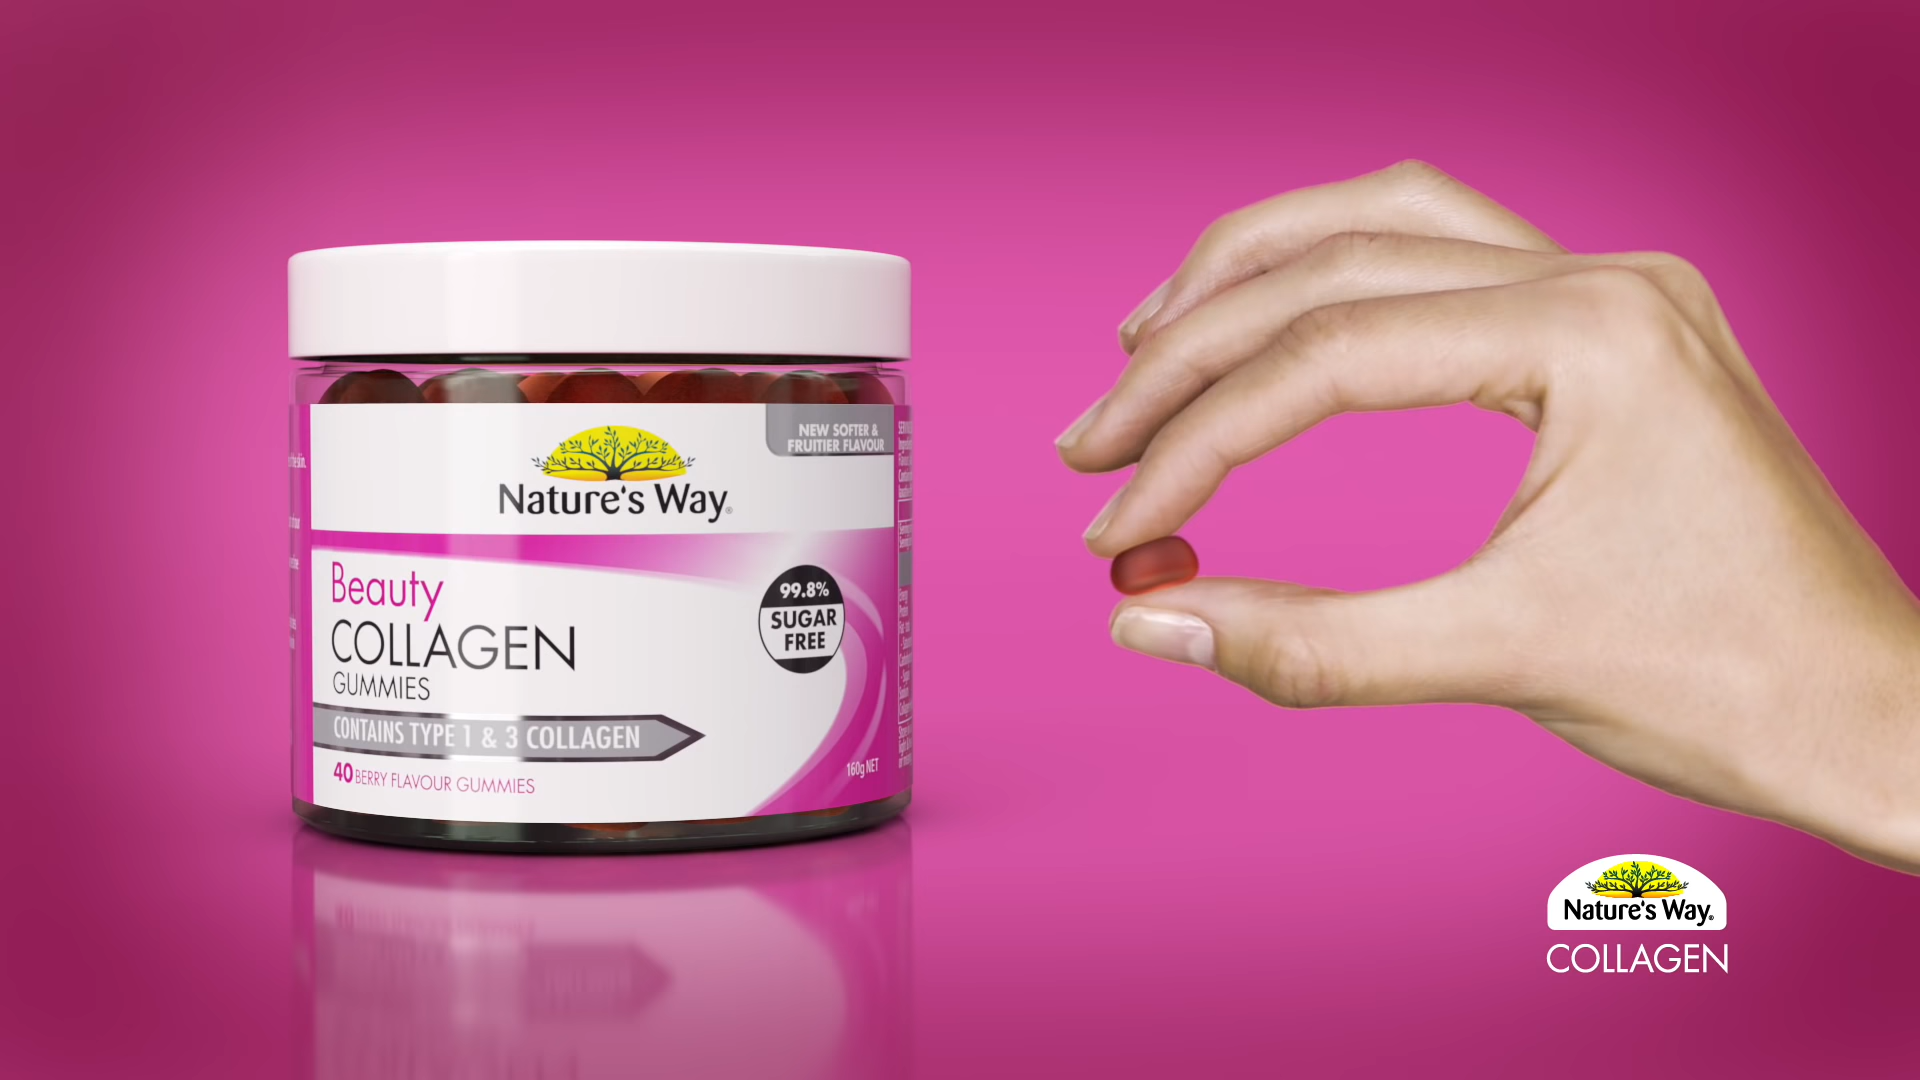 NEW SOFTER &
FRUITIER FLAVOUR
Nature's Way®
Beauty
COLLAGEN
GUMMIES
99.8%
SUGAR
FREE
CONTAINS TYPE 1 & 3 COLLAGEN
40 BERRY FLAVOUR GUMMIES
160g NET
Nature's Way®
COLLAGEN